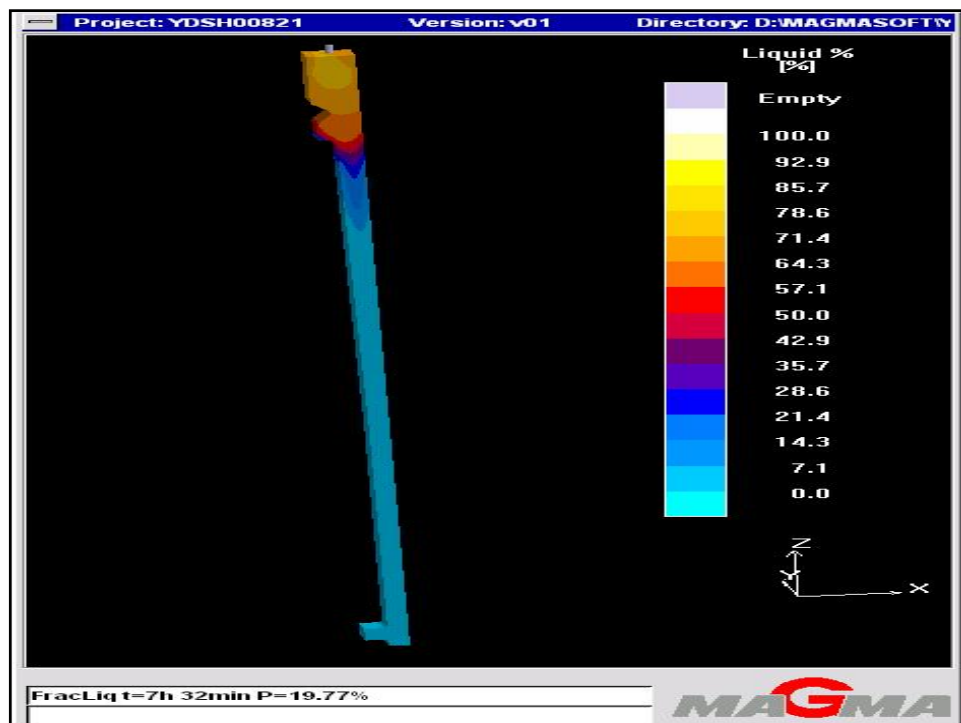 Project: YDSH00821 Version: v01 Directory: D:\MAGMASOFT\Y
Liquid %
[%]
Empty
100.0
92.9
85.7
78.6
71.4
64.3
57.1
50.0
42.9
35.7
28.6
21.4
14.3
7.1
0.0
Z
Y
X
FracLiq t=7h 32min P=19.77%
MAGMA